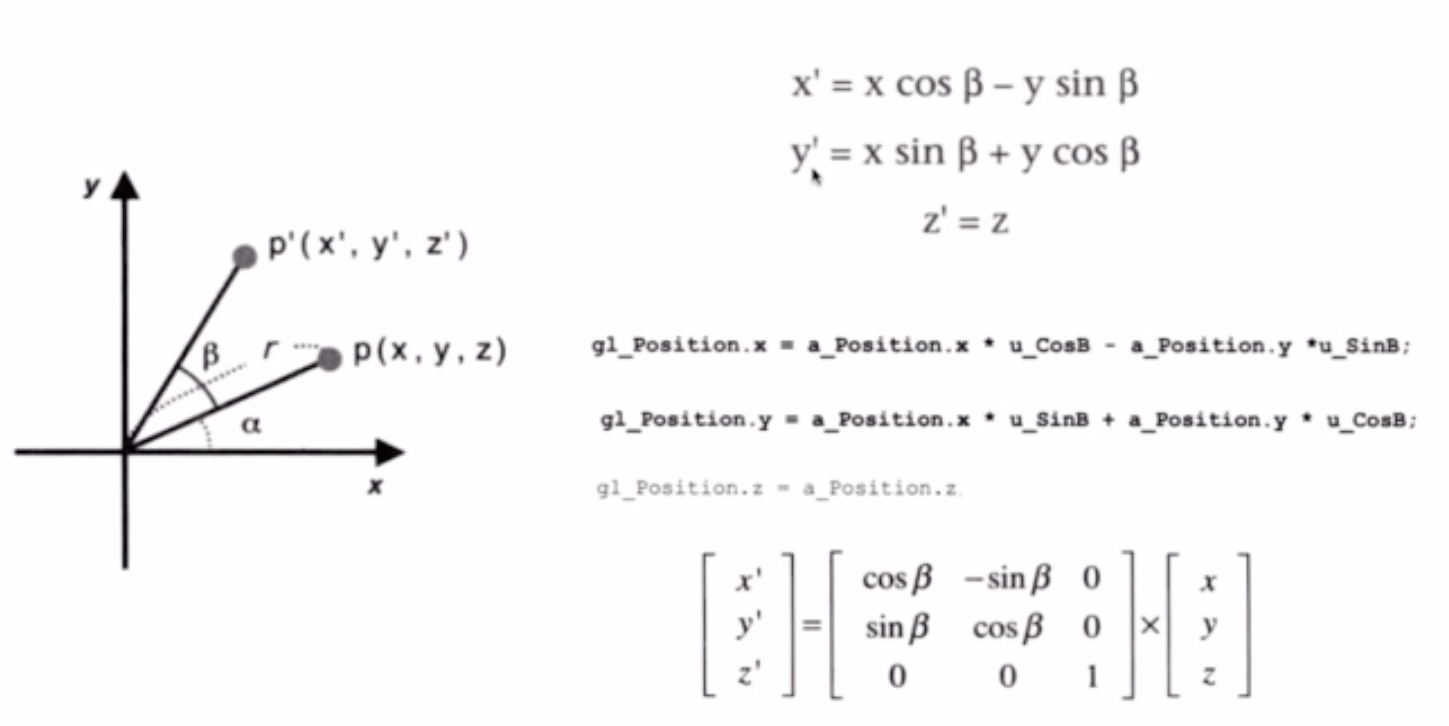 x' = x cos β – y sin β
y' = x sin β + y cos β
z' = z
y
p'(x', y', z')
β
r
p(x, y, z)
α
x
gl_Position.x = a_Position.x * u_CosB - a_Position.y *u_SinB;
gl_Position.y = a_Position.x * u_SinB + a_Position.y * u_CosB;
gl_Position.z = a_Position.z;
[x'] = [cos β –sin β 0] × [x]
[y'] = [sin β cos β 0] × [y]
[z'] = [0 0 1] × [z]